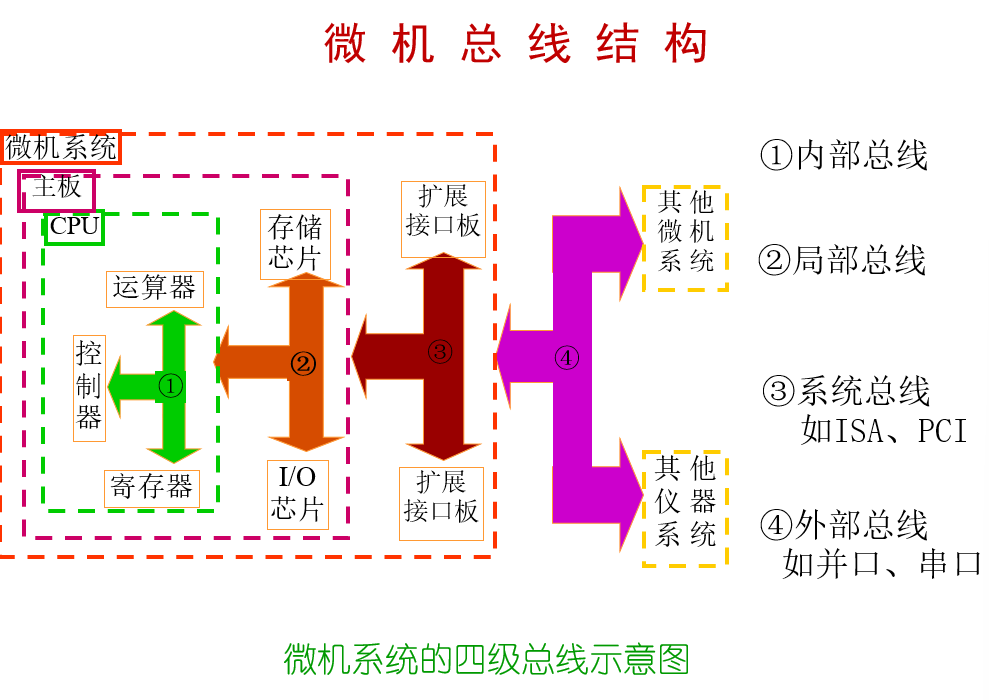 微机总线结构
微机系统
主板
CPU
运算器
控
制
器
①
寄存器
存储
芯片
②
I/O
芯片
扩展
接口板
③
扩展
接口板
④
其他
微机
系统
其他
仪器
系统
①内部总线
②局部总线
③系统总线
如ISA、PCI
④外部总线
如并口、串口
微机系统的四级总线示意图